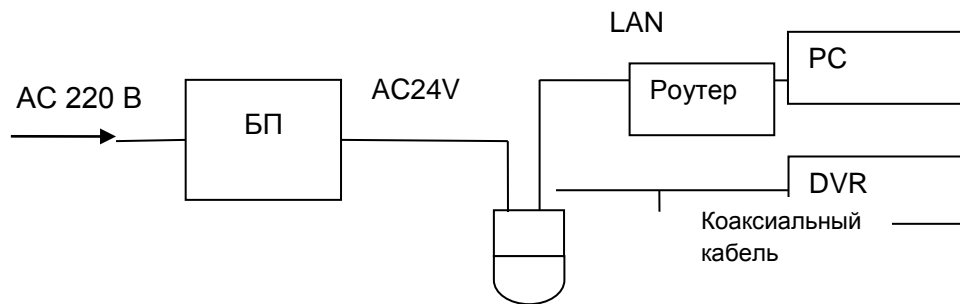 LAN
PC
AC 220 В
AC24V
Роутер
БП
DVR
Коаксиальный
кабель